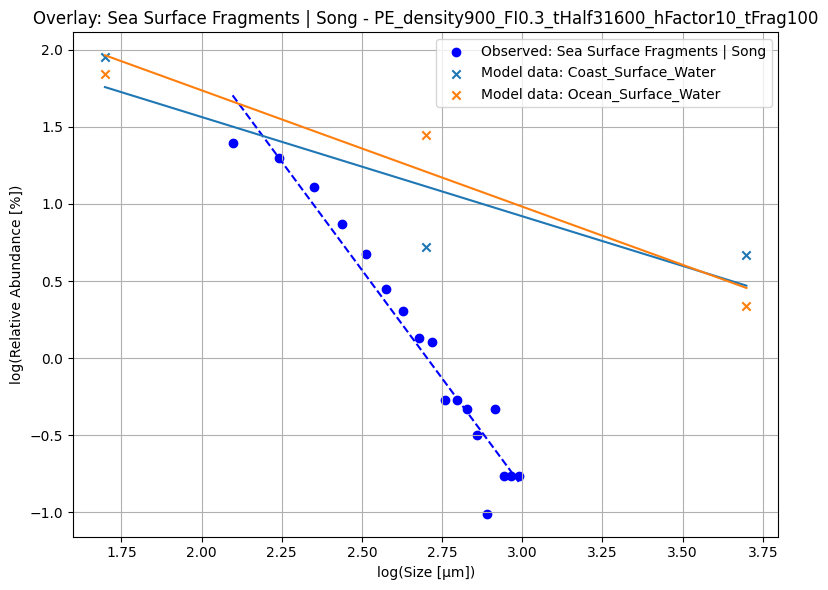 Overlay: Sea Surface Fragments | Song - PE_density900_FI0.3_tHalf31600_hFactor10_tFrag100
Observed: Sea Surface Fragments | Song
Model data: Coast_Surface_Water
Model data: Ocean_Surface_Water
log(Relative Abundance [%])
2.0
1.5
1.0
0.5
0.0
−0.5
−1.0
1.75 2.00 2.25 2.50 2.75 3.00 3.25 3.50 3.75
log(Size [μm])